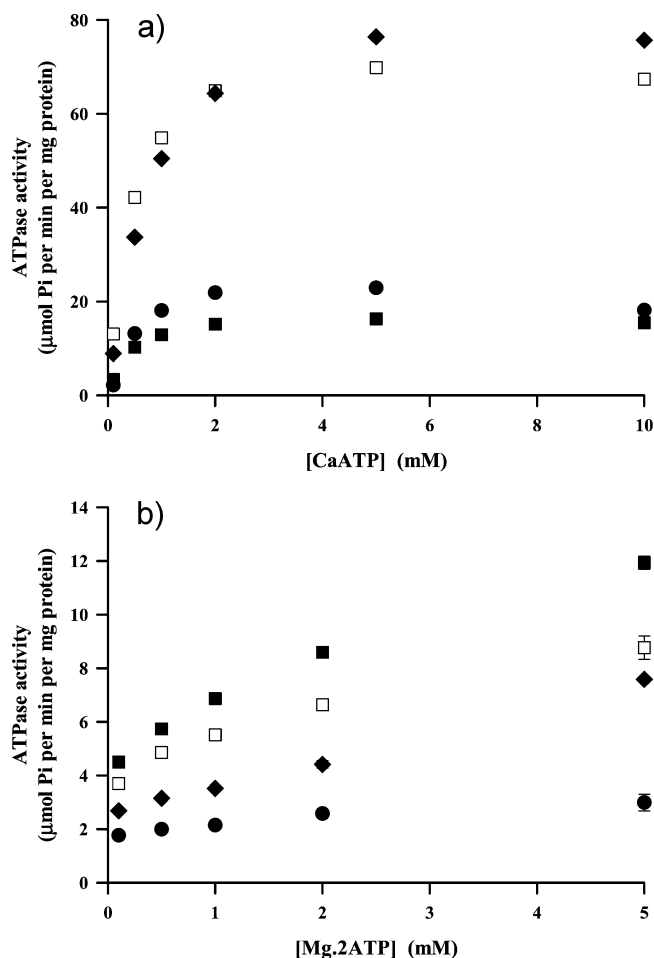 a)
80
60
40
20
0
ATPase activity
(μmol Pi per min per mg protein)
0 2 4 6 8 10
[CaATP] (mM)
b)
14
12
10
8
6
4
2
0
ATPase activity
(μmol Pi per min per mg protein)
0 1 2 3 4 5
[Mg.2ATP] (mM)